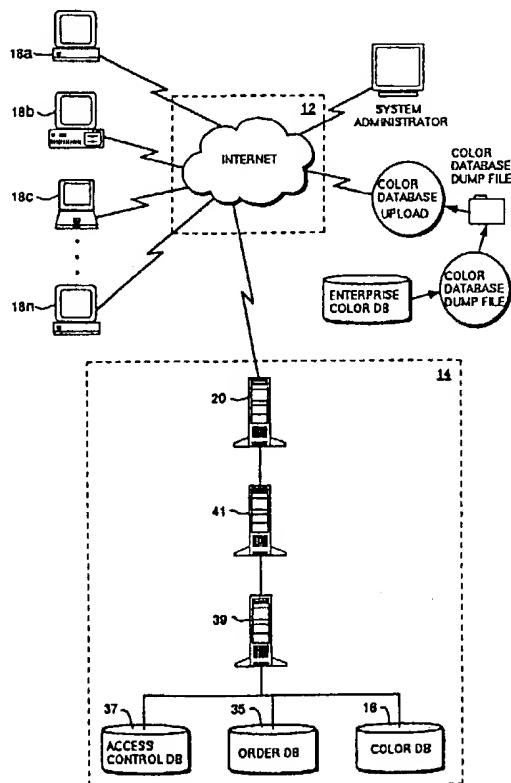 18a
12
18b
INTERNET
SYSTEM
ADMINISTRATOR
COLOR
DATABASE
DUMP FILE
COLOR
DATABASE
UPLOAD
18c
18n
ENTERPRISE
COLOR DB
COLOR
DATABASE
DUMP FILE
14
20
41
39
37
35
16
ACCESS
CONTROL DB
ORDER DB
COLOR DB